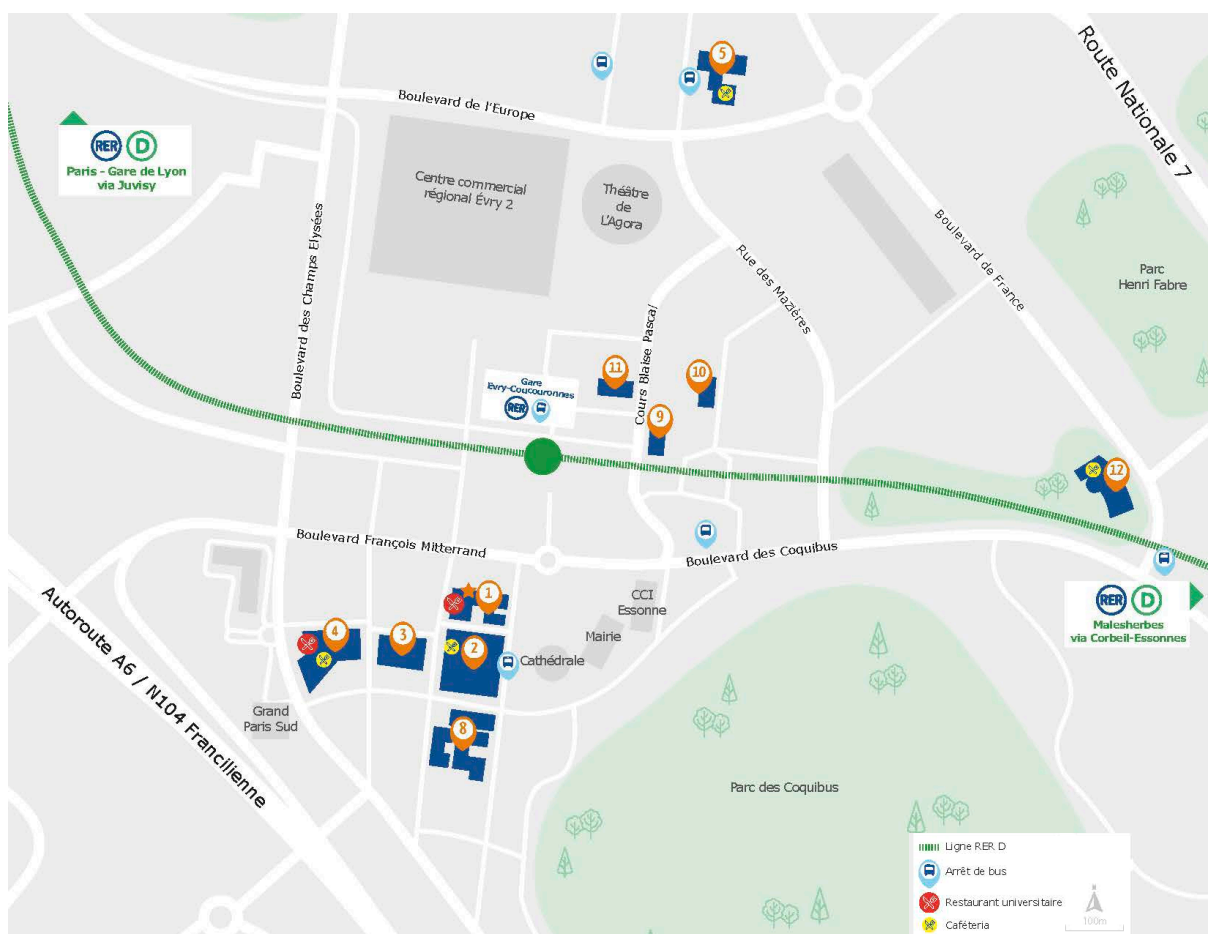 5
Boulevard de l'Europe
Route Nationale 7
RER D
Paris - Gare de Lyon
via Juvisy
Centre commercial
régional Évry 2
Théâtre
de
L'Agora
Boulevard des Champs Elysées
Boulevard de France
Rue des Mazières
Parc
Henri Fabre
Cours Blaise Pascal
11
10
9
Gare
Évry-Coucouronnes
RER
12
Boulevard François Mitterrand
Boulevard des Coquibus
RER D
Malesherbes
via Corbeil-Essonnes
Autoroute A6 / N104 Francilienne
1
CCI
Essonne
4
3
2
Mairie
Cathédrale
Grand
Paris Sud
8
Parc des Coquibus
Ligne RER D
Arrêt de bus
Restaurant universitaire
Caféteria
100m